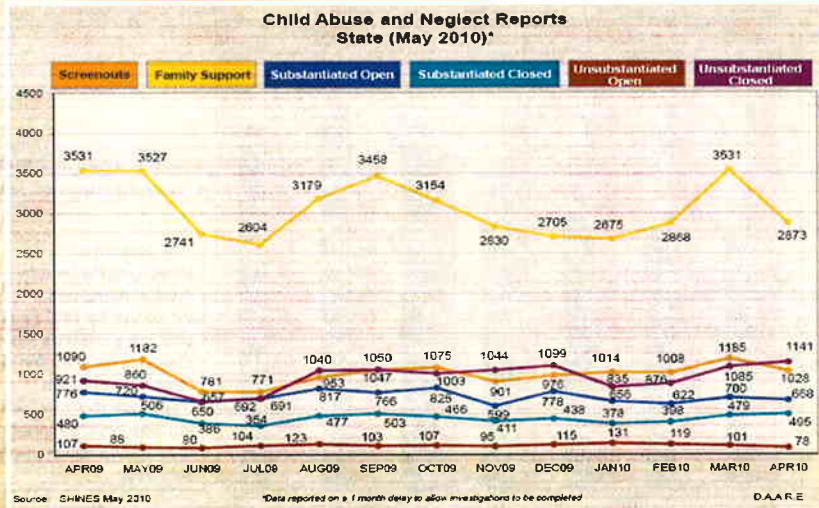 Child Abuse and Neglect Reports
State (May 2010)*
Screenouts Family Support Substantiated Open Substantiated Closed Unsubstantiated Open Unsubstantiated Closed
4500
4000
3500
3000
2500
2000
1500
1000
500
0
3531 3527 2741 2604 3179 3458 3154 2830 2705 2675 2868 3531 2873
1090 1182 781 771 953 1047 1075 901 976 1014 1008 1185 1028
921 860 657 692 1040 1050 1003 1044 1099 835 876 1085 1141
776 720 650 691 817 766 825 599 778 656 622 700 668
480 506 386 354 477 503 466 411 438 378 398 479 495
107 86 80 104 123 103 107 95 115 131 119 101 78
APR09 MAY09 JUN09 JUL09 AUG09 SEP09 OCT09 NOV09 DEC09 JAN10 FEB10 MAR10 APR10
Source: SHINES May 2010 *Data reported on a 1 month delay to allow investigations to be completed D.A.A.R.E